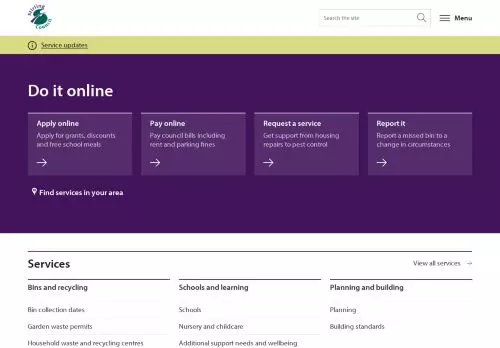 Stirling Council
Search the site
Menu
Service updates
Do it online
Apply online
Apply for grants, discounts
and free school meals
Pay online
Pay council bills including
rent and parking fines
Request a service
Get support from housing
repairs to pest control
Report it
Report a missed bin to a
change in circumstances
Find services in your area
Services
View all services
Bins and recycling
Schools and learning
Planning and building
Bin collection dates
Schools
Planning
Garden waste permits
Nursery and childcare
Building standards
Household waste and recycling centres
Additional support needs and wellbeing